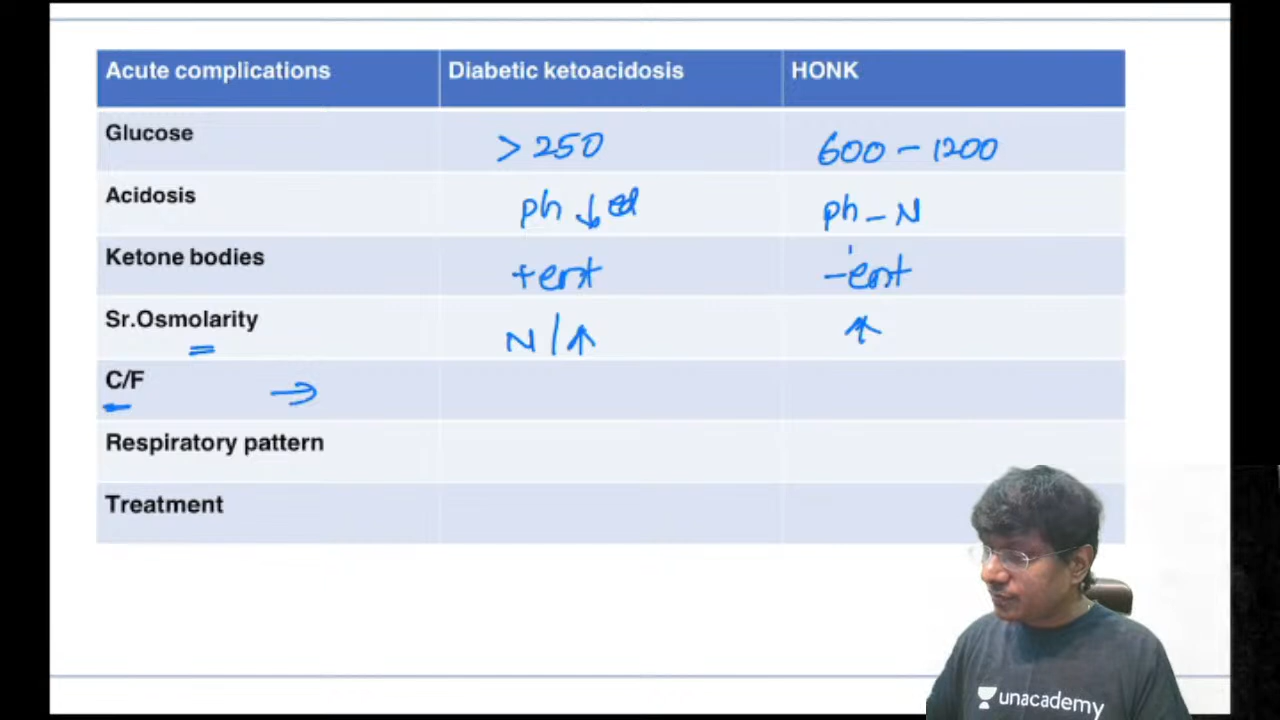 Acute complications Diabetic ketoacidosis HONK
Glucose > 250 600 - 1200
Acidosis ph ↓ed ph - N
Ketone bodies +ent -ent
Sr.Osmolarity N/↑ ↑
C/F →
Respiratory pattern
Treatment
unacademy